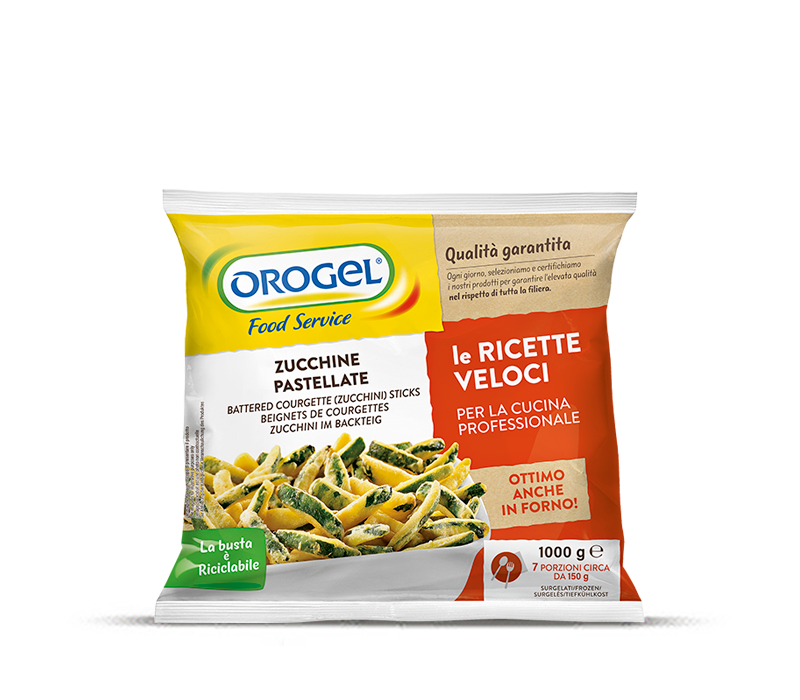 Qualità garantita
Ogni giorno, selezioniamo e certifichiamo
i nostri prodotti per garantire l'elevata qualità
nel rispetto di tutta la filiera.
OROGEL®
Food Service
ZUCCHINE
PASTELLATE
BATTERED COURGETTE (ZUCCHINI) STICKS
BEIGNETS DE COURGETTES
ZUCCHINI IM BACKTEIG
le RICETTE
VELOCI
PER LA CUCINA
PROFESSIONALE
OTTIMO
ANCHE
IN FORNO!
La busta
è
Riciclabile
1000 g ℮
7 PORZIONI CIRCA
DA 150 g
SURGELATI/FROZEN/
SURGELÉS/TIEFKÜHLKOST